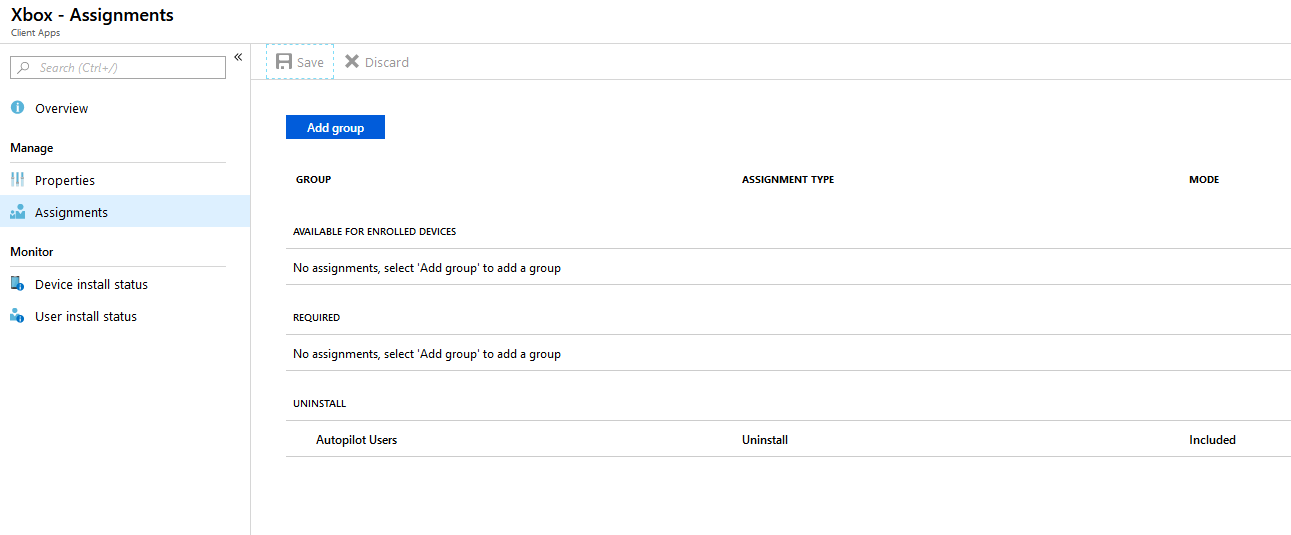 Xbox - Assignments
Client Apps
Search (Ctrl+/)
«
Save Discard
Overview
Manage
Properties
Assignments
Monitor
Device install status
User install status
Add group
GROUP ASSIGNMENT TYPE MODE
AVAILABLE FOR ENROLLED DEVICES
No assignments, select 'Add group' to add a group
REQUIRED
No assignments, select 'Add group' to add a group
UNINSTALL
Autopilot Users Uninstall Included